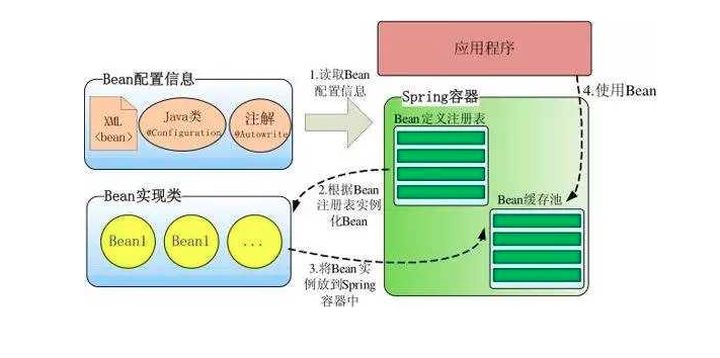 应用程序
Bean配置信息
XML
<bean>
Java类
@Configuration
注解
@Autowrite
1.读取Bean
配置信息
Spring容器
Bean定义注册表
4.使用Bean
Bean实现类
Bean1
Bean1
...
2.根据Bean
注册表实例
化Bean
Bean缓存池
3.将Bean实
例放到Spring
容器中